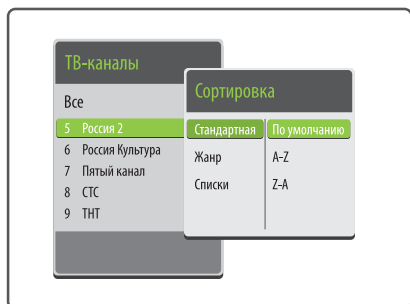 ТВ-каналы
Все
5 Россия 2
6 Россия Культура
7 Пятый канал
8 СТС
9 ТНТ
Сортировка
Стандартная По умолчанию
Жанр A-Z
Списки Z-A